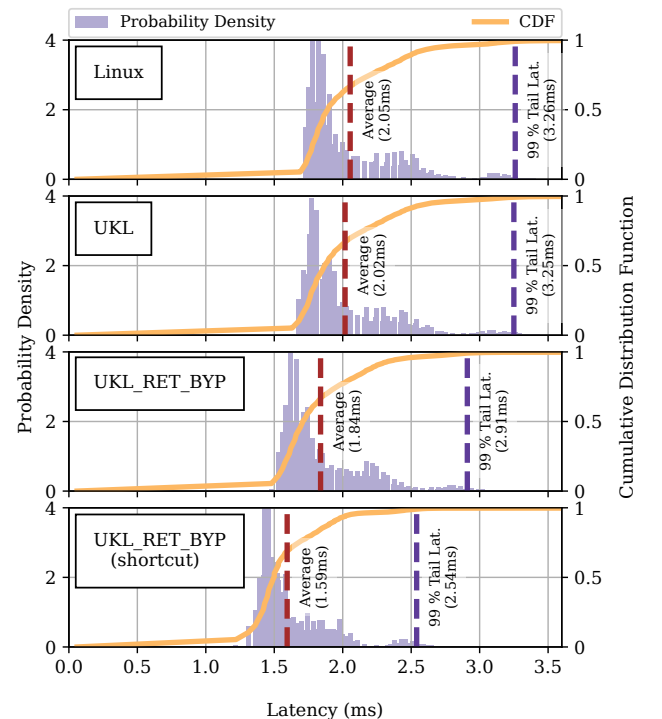 Probability Density CDF
4
2
0
1
0.5
0
Linux
Average
(2.05ms)
99 % Tail Lat.
(3.26ms)
4
2
0
1
0.5
0
UKL
Average
(2.02ms)
99 % Tail Lat.
(3.25ms)
4
2
0
1
0.5
0
UKL_RET_BYP
Average
(1.84ms)
99 % Tail Lat.
(2.91ms)
4
2
0
1
0.5
0
UKL_RET_BYP
(shortcut)
Average
(1.59ms)
99 % Tail Lat.
(2.54ms)
Probability Density
Cumulative Distribution Function
0.0 0.5 1.0 1.5 2.0 2.5 3.0 3.5
Latency (ms)